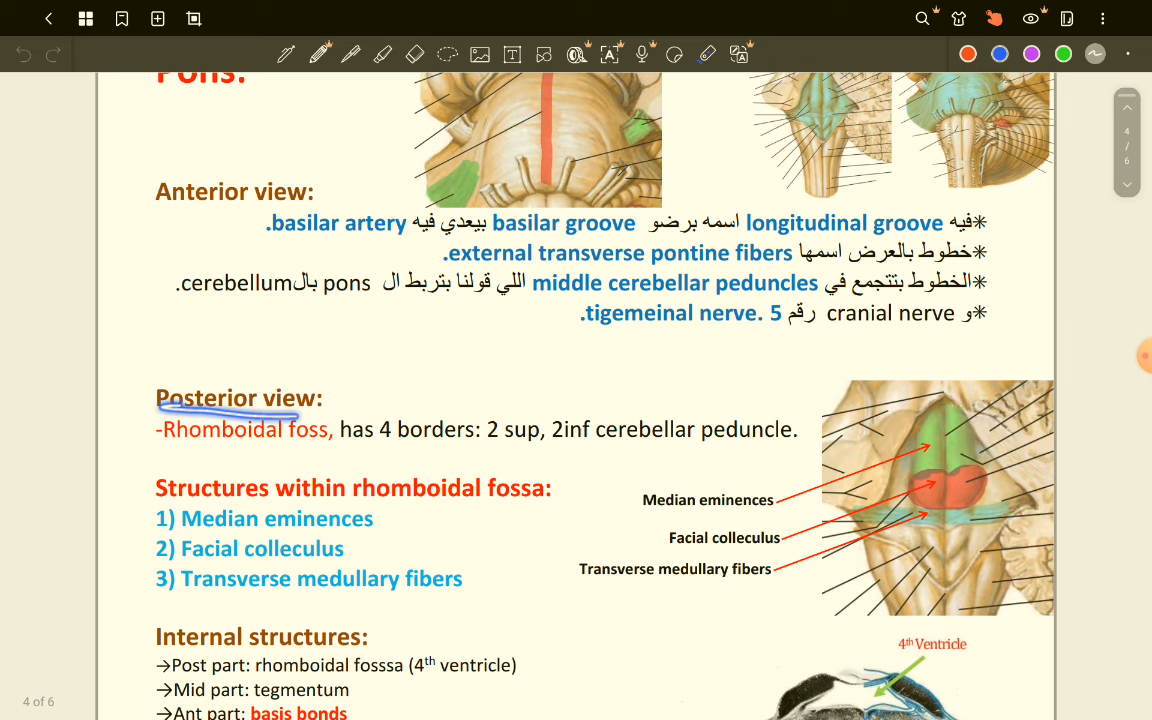 Pons:
Anterior view:
✳فيه longitudinal groove اسمه برضو basilar groove بيعدي فيه basilar artery.
✳خطوط بالعرض اسمها external transverse pontine fibers.
✳الخطوط بتتجمع في middle cerebellar peduncles اللي قولنا بتربط ال pons بالcerebellum.
✳و cranial nerve رقم 5 .tigemeinal nerve.
Posterior view:
-Rhomboidal foss, has 4 borders: 2 sup, 2inf cerebellar peduncle.
Structures within rhomboidal fossa:
1) Median eminences
2) Facial colleculus
3) Transverse medullary fibers
Median eminences
Facial colleculus
Transverse medullary fibers
Internal structures:
→Post part: rhomboidal fosssa (4th ventricle)
→Mid part: tegmentum
→Ant part: basis bonds
4th Ventricle
4
/
6
4 of 6